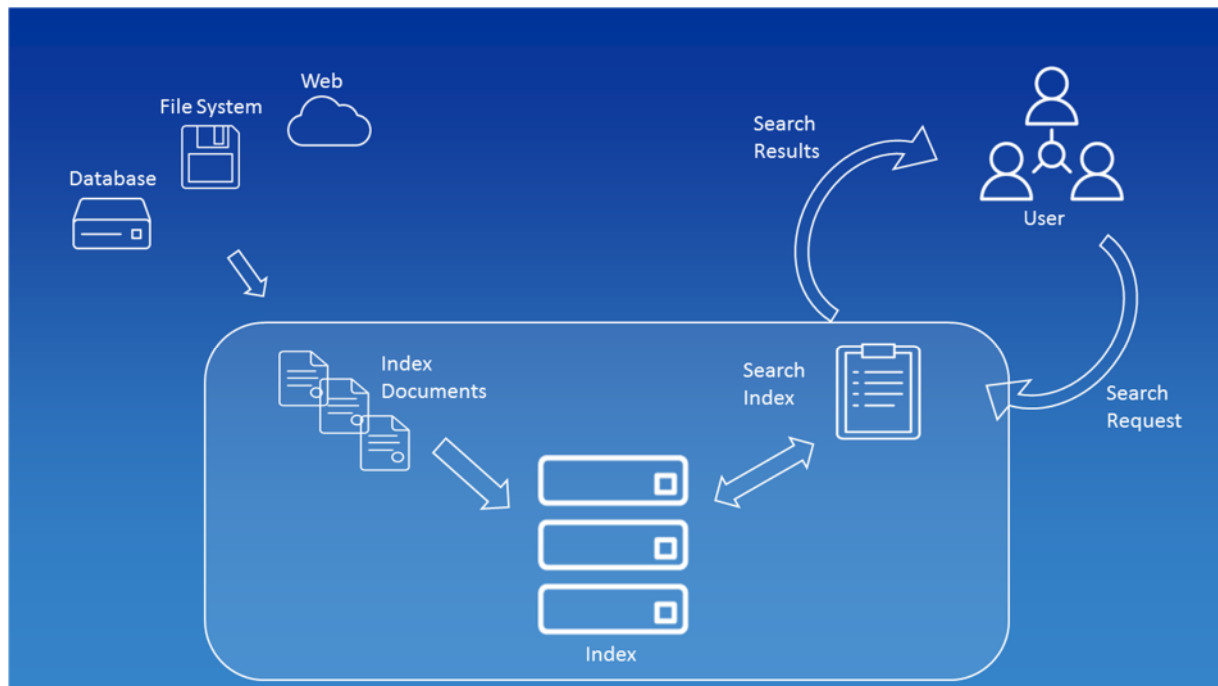 Web
File System
Database
Search
Results
User
Index
Documents
Search
Index
Search
Request
Index